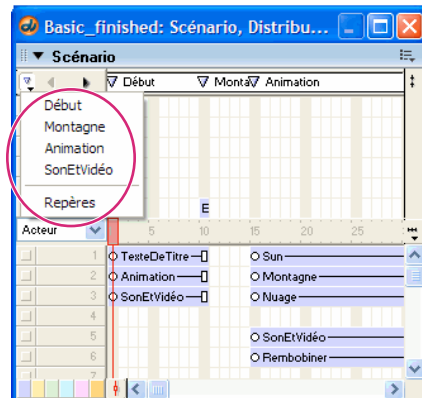 Basic_finished: Scénario, Distribu...
Scénario
Début Monta Animation
Début
Montagne
Animation
SonEtVidéo
Repères
E
Acteur 5 10 15 20 25
1 TexteDeTitre Sun
2 Animation Montagne
3 SonEtVidéo Nuage
4
5 SonEtVidéo
6 Rembobiner
7